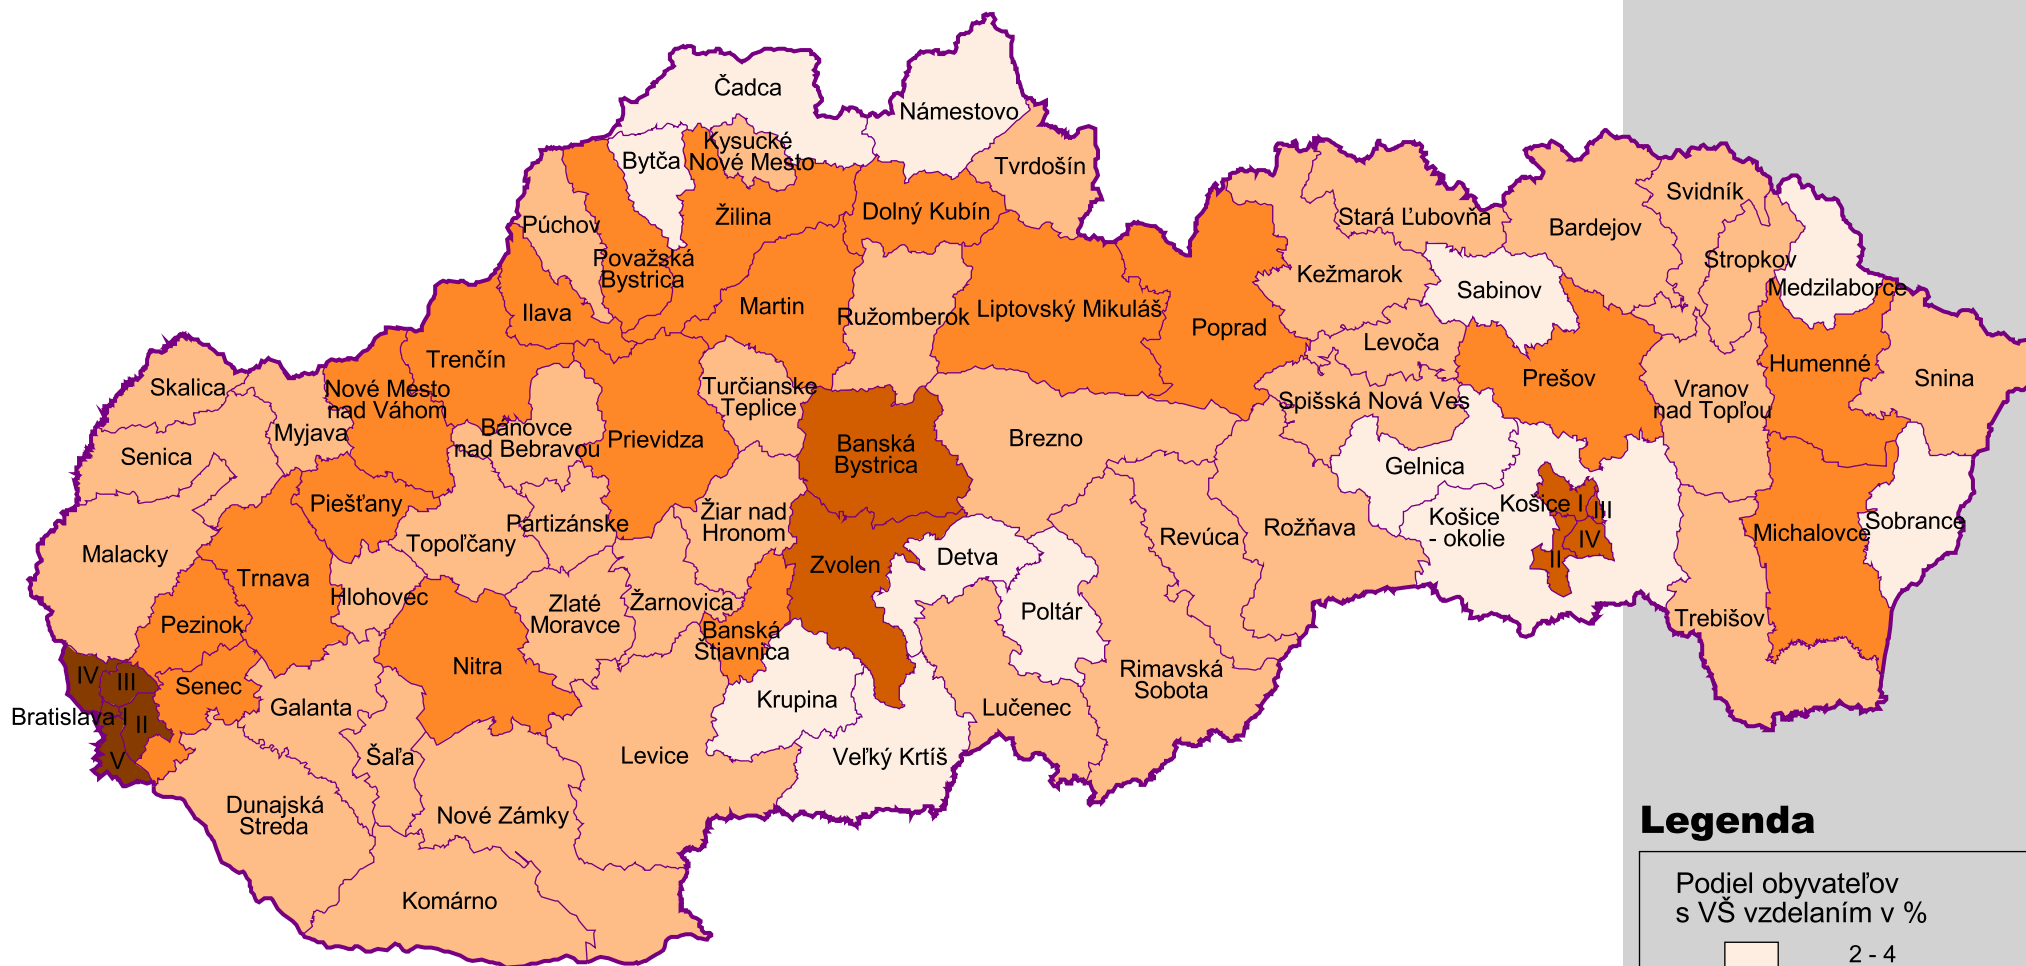 Čadca
Námestovo
Kysucké
Nové Mesto
Bytča
Tvrdošín
Svidník
Púchov
Žilina
Dolný Kubín
Stará Ľubovňa
Bardejov
Považská
Bystrica
Stropkov
Kežmarok
Sabinov
Medzilaborce
Ilava
Martin
Ružomberok
Liptovský Mikuláš
Poprad
Levoča
Trenčín
Humenné
Skalica
Nové Mesto
nad Váhom
Turčianske
Teplice
Prešov
Snina
Vranov
nad Topľou
Spišská Nová Ves
Myjava
Bánovce
nad Bebravou
Prievidza
Banská
Bystrica
Brezno
Senica
Gelnica
Piešťany
Partizánske
Žiar nad
Hronom
Košice I
III
Košice
- okolie
IV
II
Rožňava
Revúca
Michalovce
Sobrance
Malacky
Topoľčany
Detva
Zvolen
Trnava
Hlohovec
Zlaté
Moravce
Žarnovica
Poltár
Trebišov
Pezinok
Banská
Štiavnica
Nitra
Rimavská
Sobota
IV
III
Senec
Galanta
Krupina
Lučenec
Bratislava I
II
V
Šaľa
Levice
Veľký Krtíš
Dunajská
Streda
Nové Zámky
Komárno
Legenda
Podiel obyvateľov
s VŠ vzdelaním v %
2 - 4